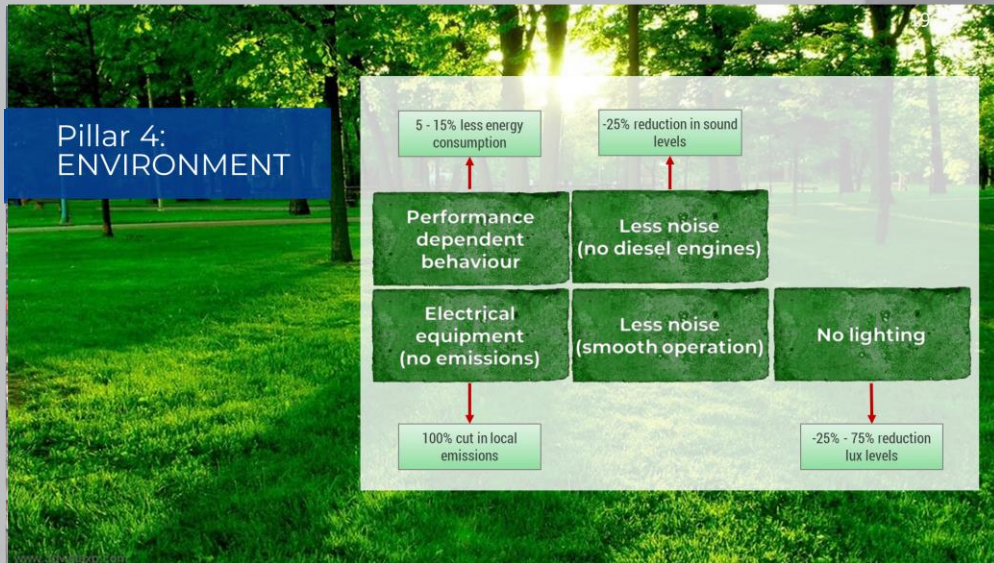 9
Pillar 4:
ENVIRONMENT
5 - 15% less energy
consumption
-25% reduction in sound
levels
Performance
dependent
behaviour
Less noise
(no diesel engines)
Electrical
equipment
(no emissions)
Less noise
(smooth operation)
No lighting
100% cut in local
emissions
-25% - 75% reduction
lux levels